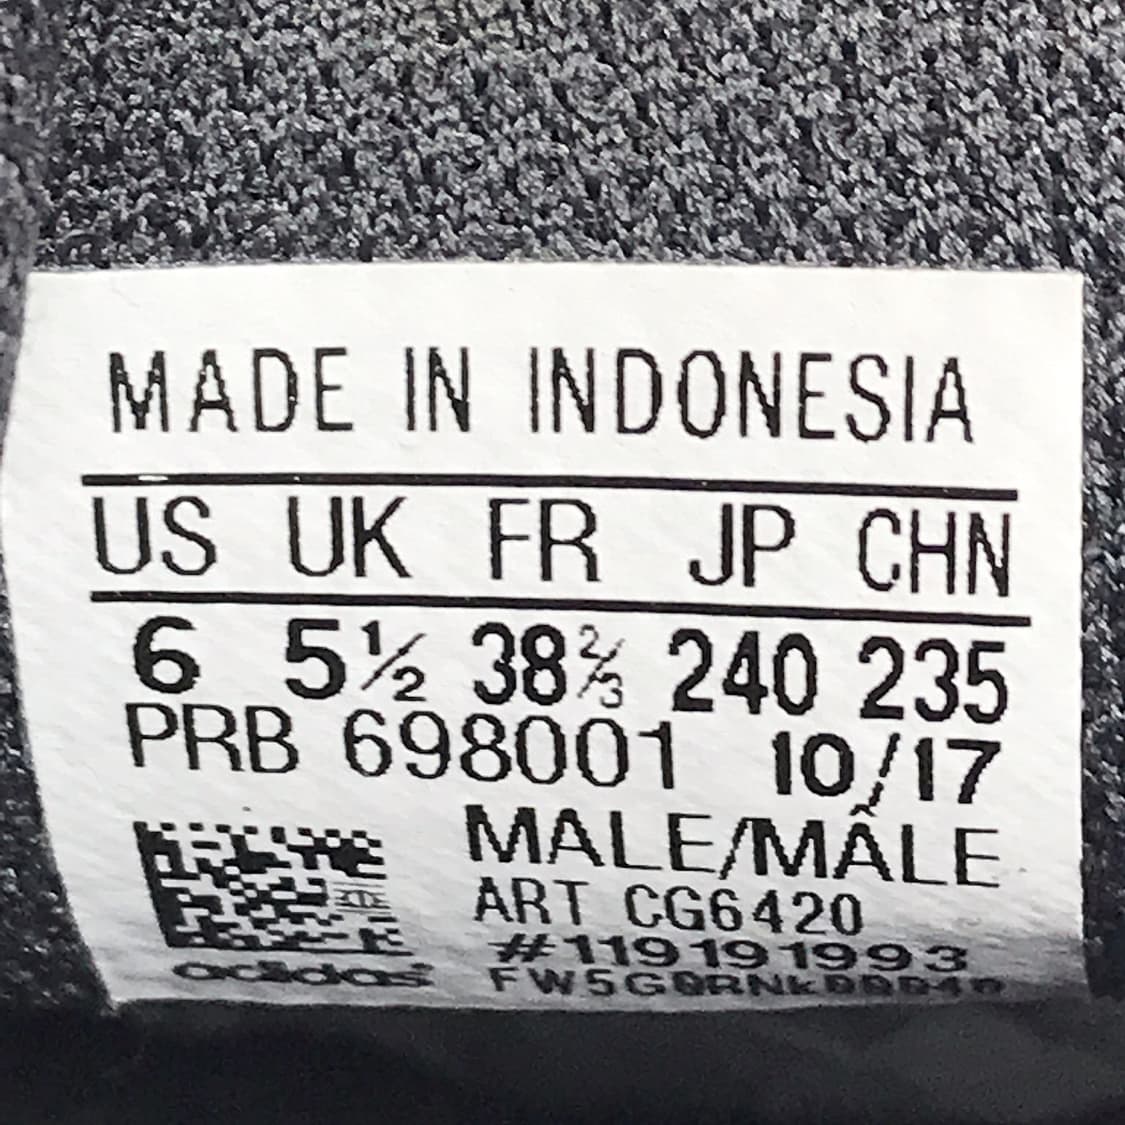 MADE IN INDONESIA
US UK FR JP CHN
6 5½ 38⅔ 240 235
PRB 698001 10/17
MALE/MÂLE
ART CG6420
#119191993
adidas